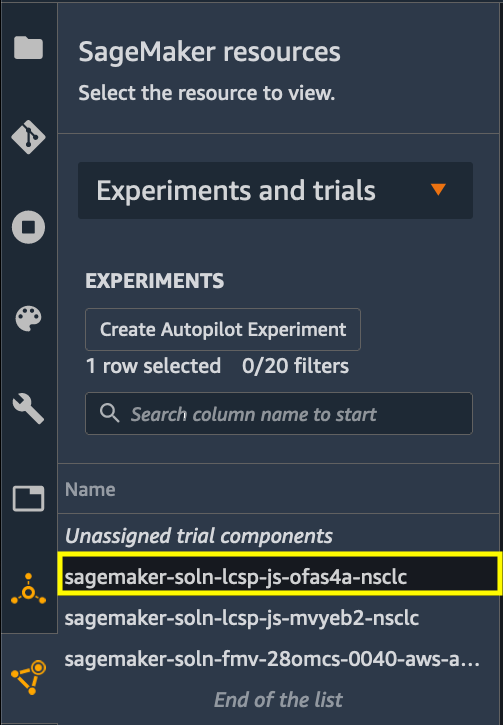 SageMaker resources
Select the resource to view.
Experiments and trials
EXPERIMENTS
Create Autopilot Experiment
1 row selected 0/20 filters
Search column name to start
Name
Unassigned trial components
sagemaker-soln-lcsp-js-ofas4a-nsclc
sagemaker-soln-lcsp-js-mvyeb2-nsclc
sagemaker-soln-fmv-28omcs-0040-aws-a...
End of the list